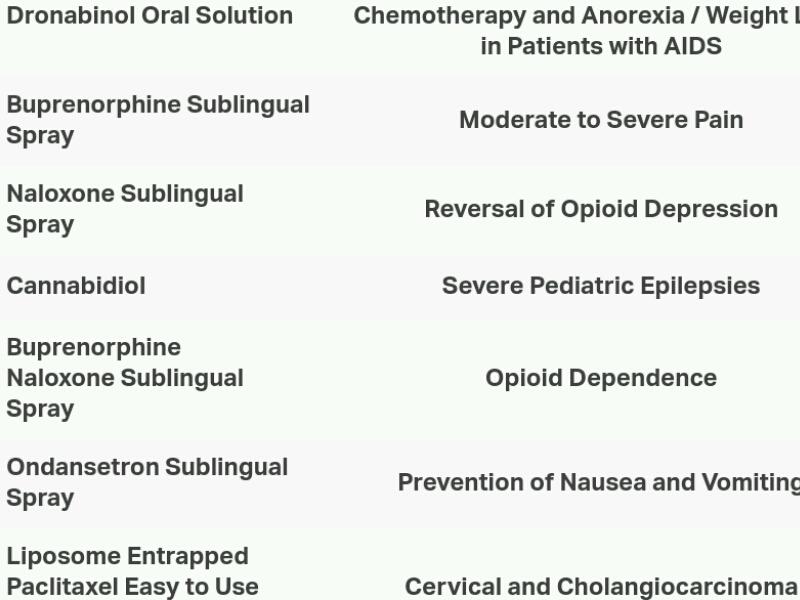 Dronabinol Oral Solution
Chemotherapy and Anorexia / Weight
in Patients with AIDS
Buprenorphine Sublingual
Spray
Moderate to Severe Pain
Naloxone Sublingual
Spray
Reversal of Opioid Depression
Cannabidiol
Severe Pediatric Epilepsies
Buprenorphine
Naloxone Sublingual
Spray
Opioid Dependence
Ondansetron Sublingual
Spray
Prevention of Nausea and Vomiting
Liposome Entrapped
Paclitaxel Easy to Use
Cervical and Cholangiocarcinoma